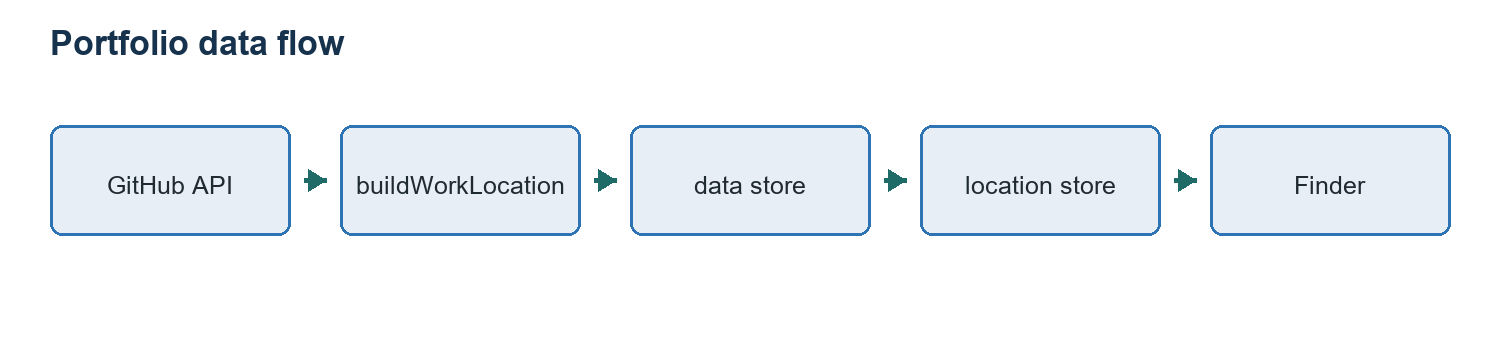 Portfolio data flow
GitHub API
buildWorkLocation
data store
location store
Finder